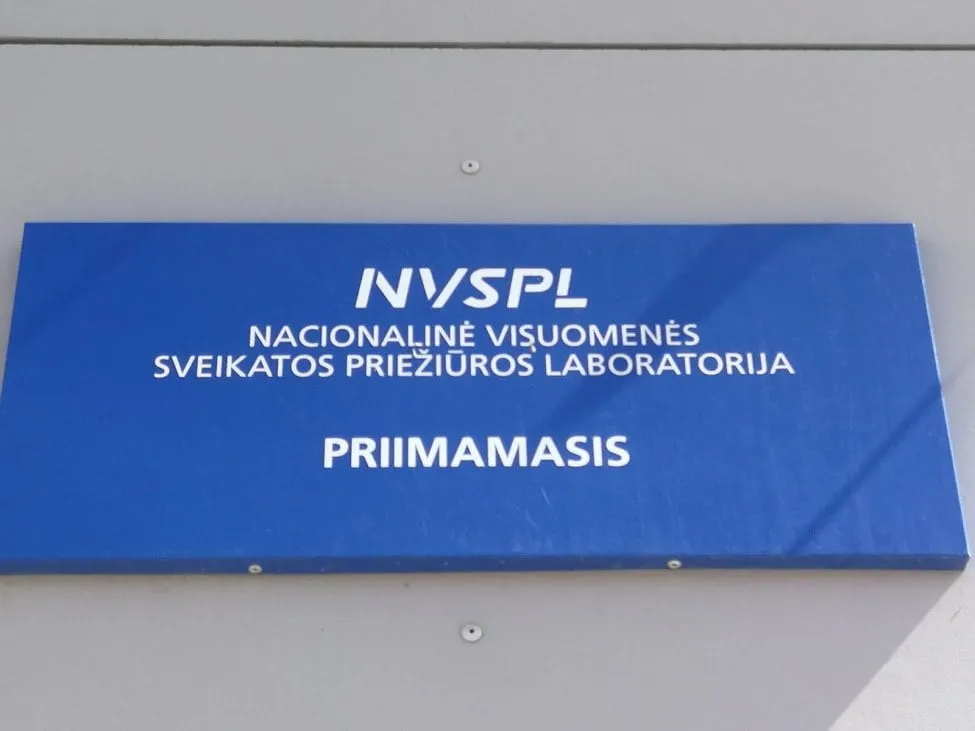 NVSPL
NACIONALINĖ VISUOMENĖS
SVEIKATOS PRIEŽIŪROS LABORATORIJA
PRIIMAMASIS